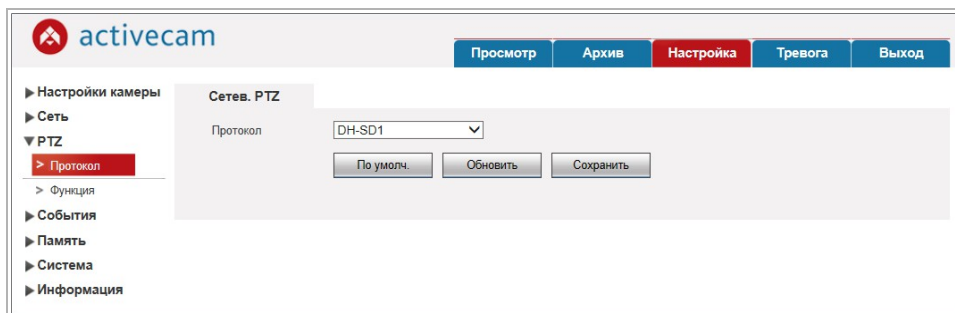 activecam
Просмотр Архив Настройка Тревога Выход
Настройки камеры
Сеть
PTZ
> Протокол
> Функция
События
Память
Система
Информация
Сетев. PTZ
Протокол DH-SD1
По умолч. Обновить Сохранить